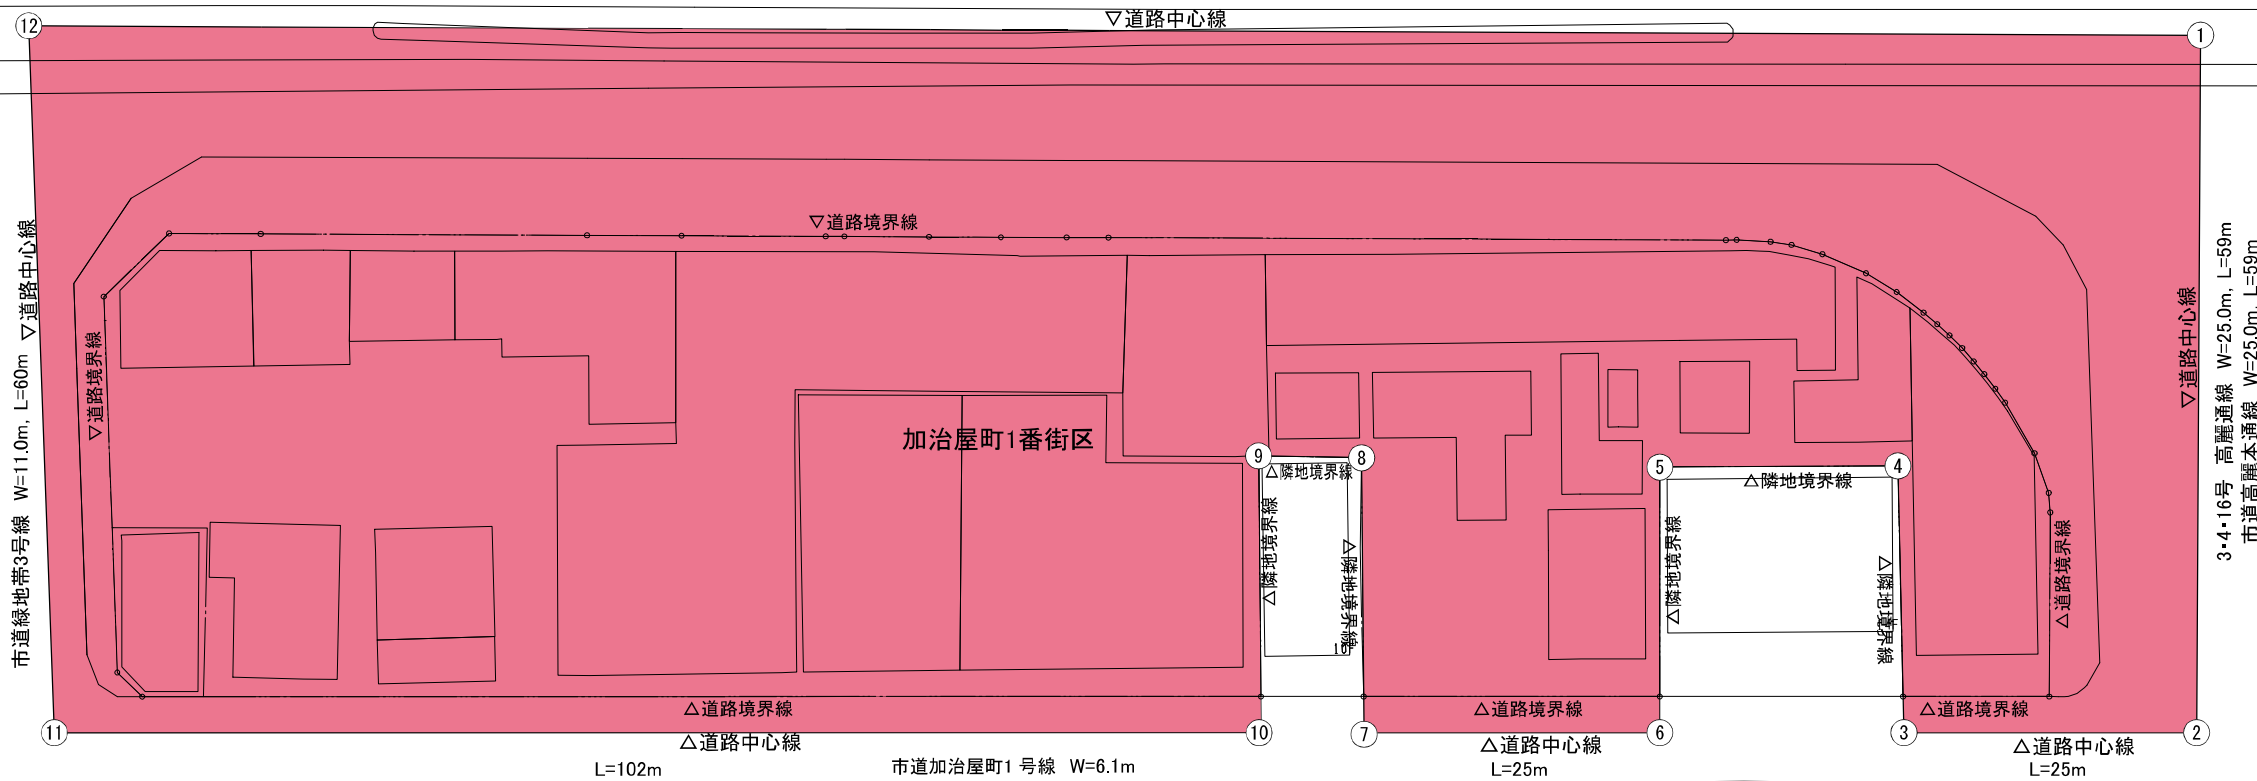 12
▽道路中心線
1
▽道路境界線
▽道路中心線
市道緑地帯3号線 W=11.0m, L=60m
▽道路境界線
加治屋町1番街区
9
8
△隣地境界線
△隣地境界線
△隣地境界線
10
5
4
△隣地境界線
△隣地境界線
△隣地境界線
△道路境界線
▽道路中心線
3・4・16号 高麗通線 W=25.0m, L=59m
市道高麗本通線 W=25.0m, L=59m
△道路境界線
△道路境界線
△道路境界線
11
△道路中心線
10
7
△道路中心線
6
3
△道路中心線
2
L=102m
市道加治屋町1号線 W=6.1m
L=25m
L=25m